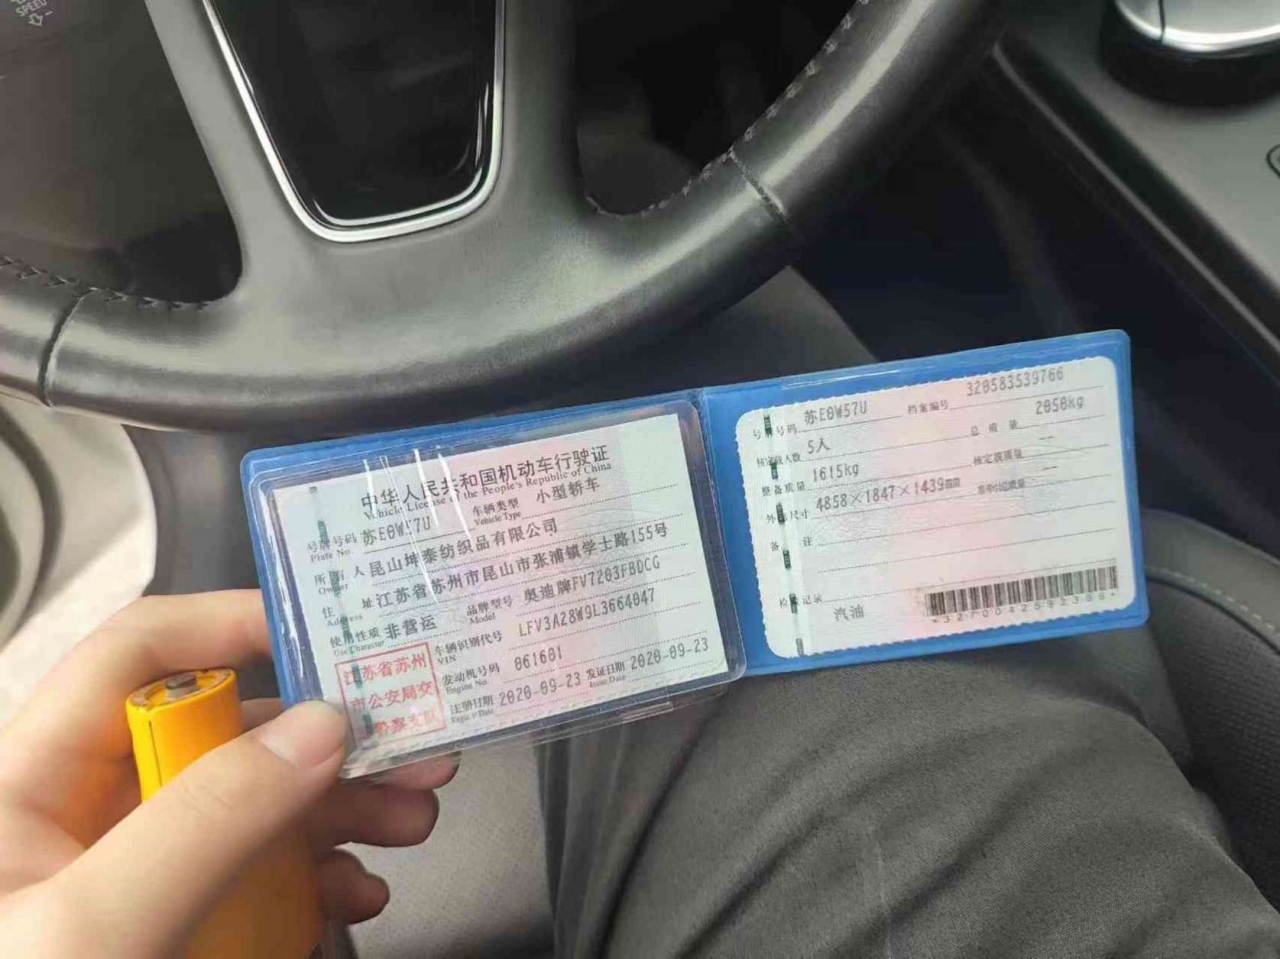 SPEED
中华人民共和国机动车行驶证
Vehicle License of the People's Republic of China
号牌号码 苏E0W57U 车辆类型 小型轿车
Plate No. Vehicle Type
所有人 昆山坤泰纺织品有限公司
Owner
住址 江苏省苏州市昆山市张浦镇学士路155号
Address
使用性质 非营运 品牌型号 奥迪牌FV7203FBDCG
Use Character Model
车辆识别代号 LFV3A28W9L3664047
VIN
发动机号码 061601
Engine No.
注册日期 2020-09-23 发证日期 2020-09-23
Register Date Issue Date
江苏省苏州
市公安局交
警察支队
号牌号码 苏E0W57U 档案编号 320583539766
核定载人数 5人 总质量 2050kg
整备质量 1615kg 核定载质量 --
外廓尺寸 4858×1847×1439mm 准牵引总质量 --
备注
检验记录
汽油